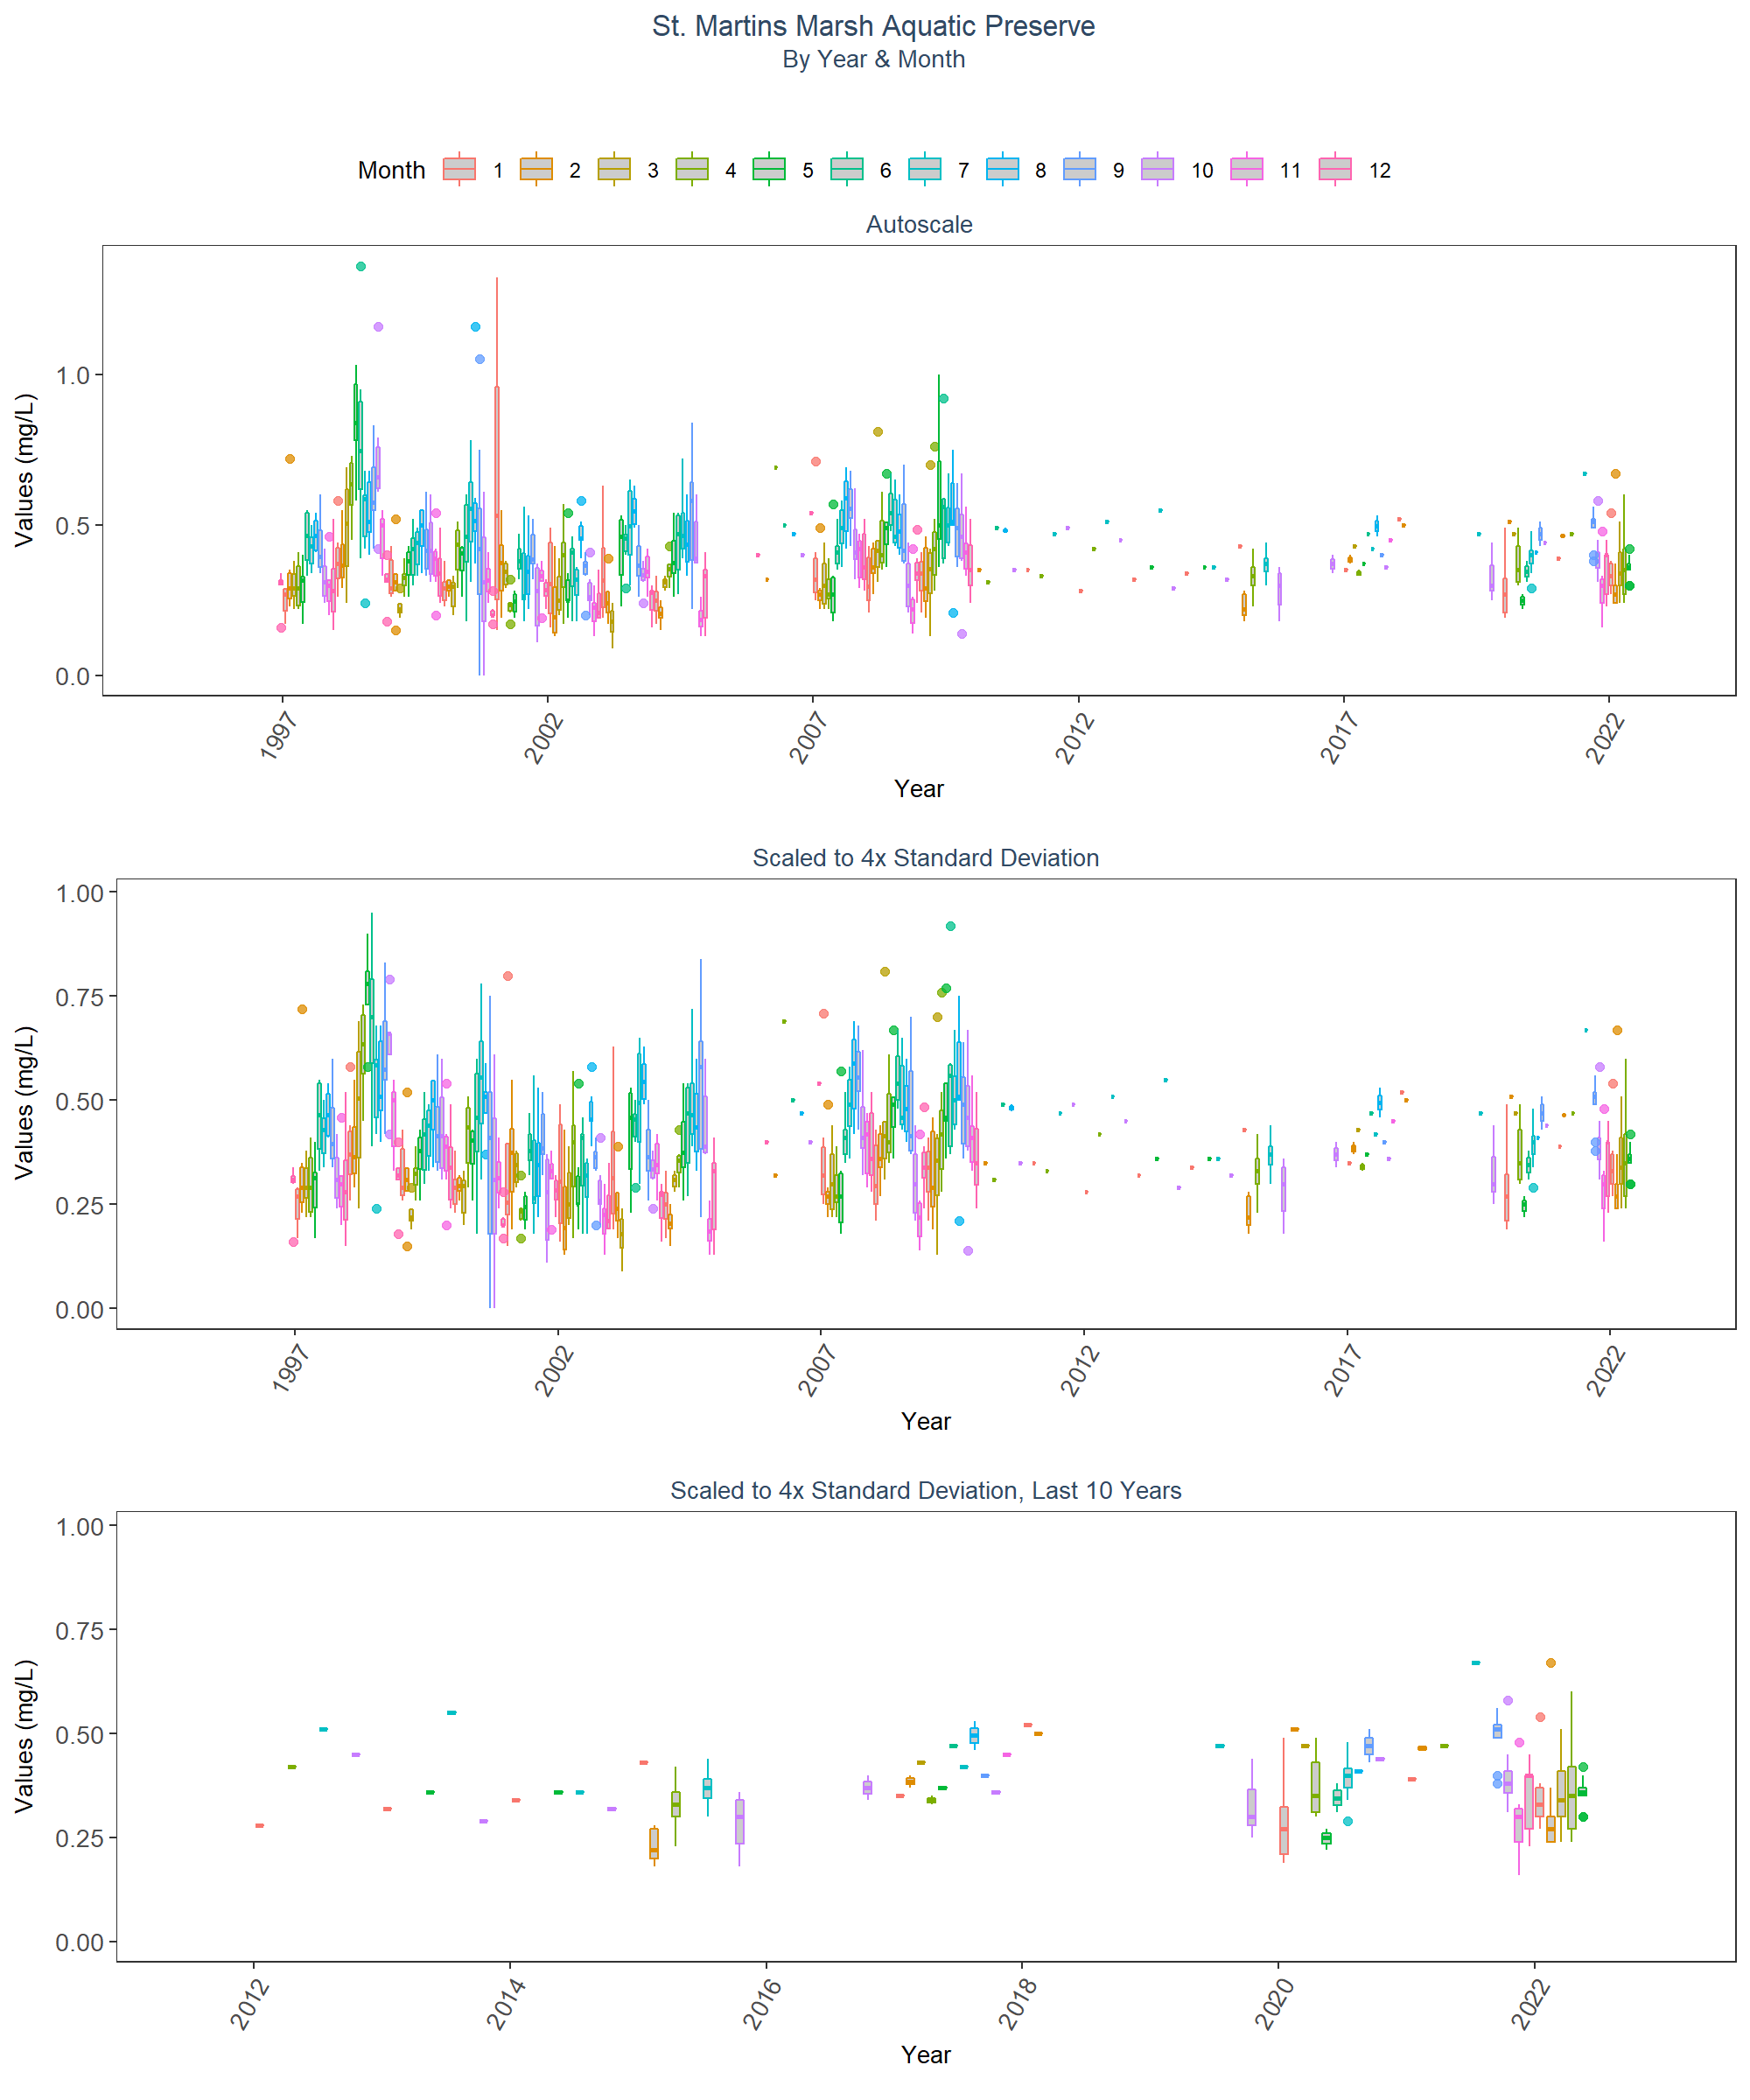 St. Martins Marsh Aquatic Preserve
By Year & Month
Month 1 2 3 4 5 6 7 8 9 10 11 12
Autoscale
Values (mg/L)
1.0
0.5
0.0
1997 2002 2007 2012 2017 2022
Year
Scaled to 4x Standard Deviation
Values (mg/L)
1.00
0.75
0.50
0.25
0.00
1997 2002 2007 2012 2017 2022
Year
Scaled to 4x Standard Deviation, Last 10 Years
Values (mg/L)
1.00
0.75
0.50
0.25
0.00
2012 2014 2016 2018 2020 2022
Year